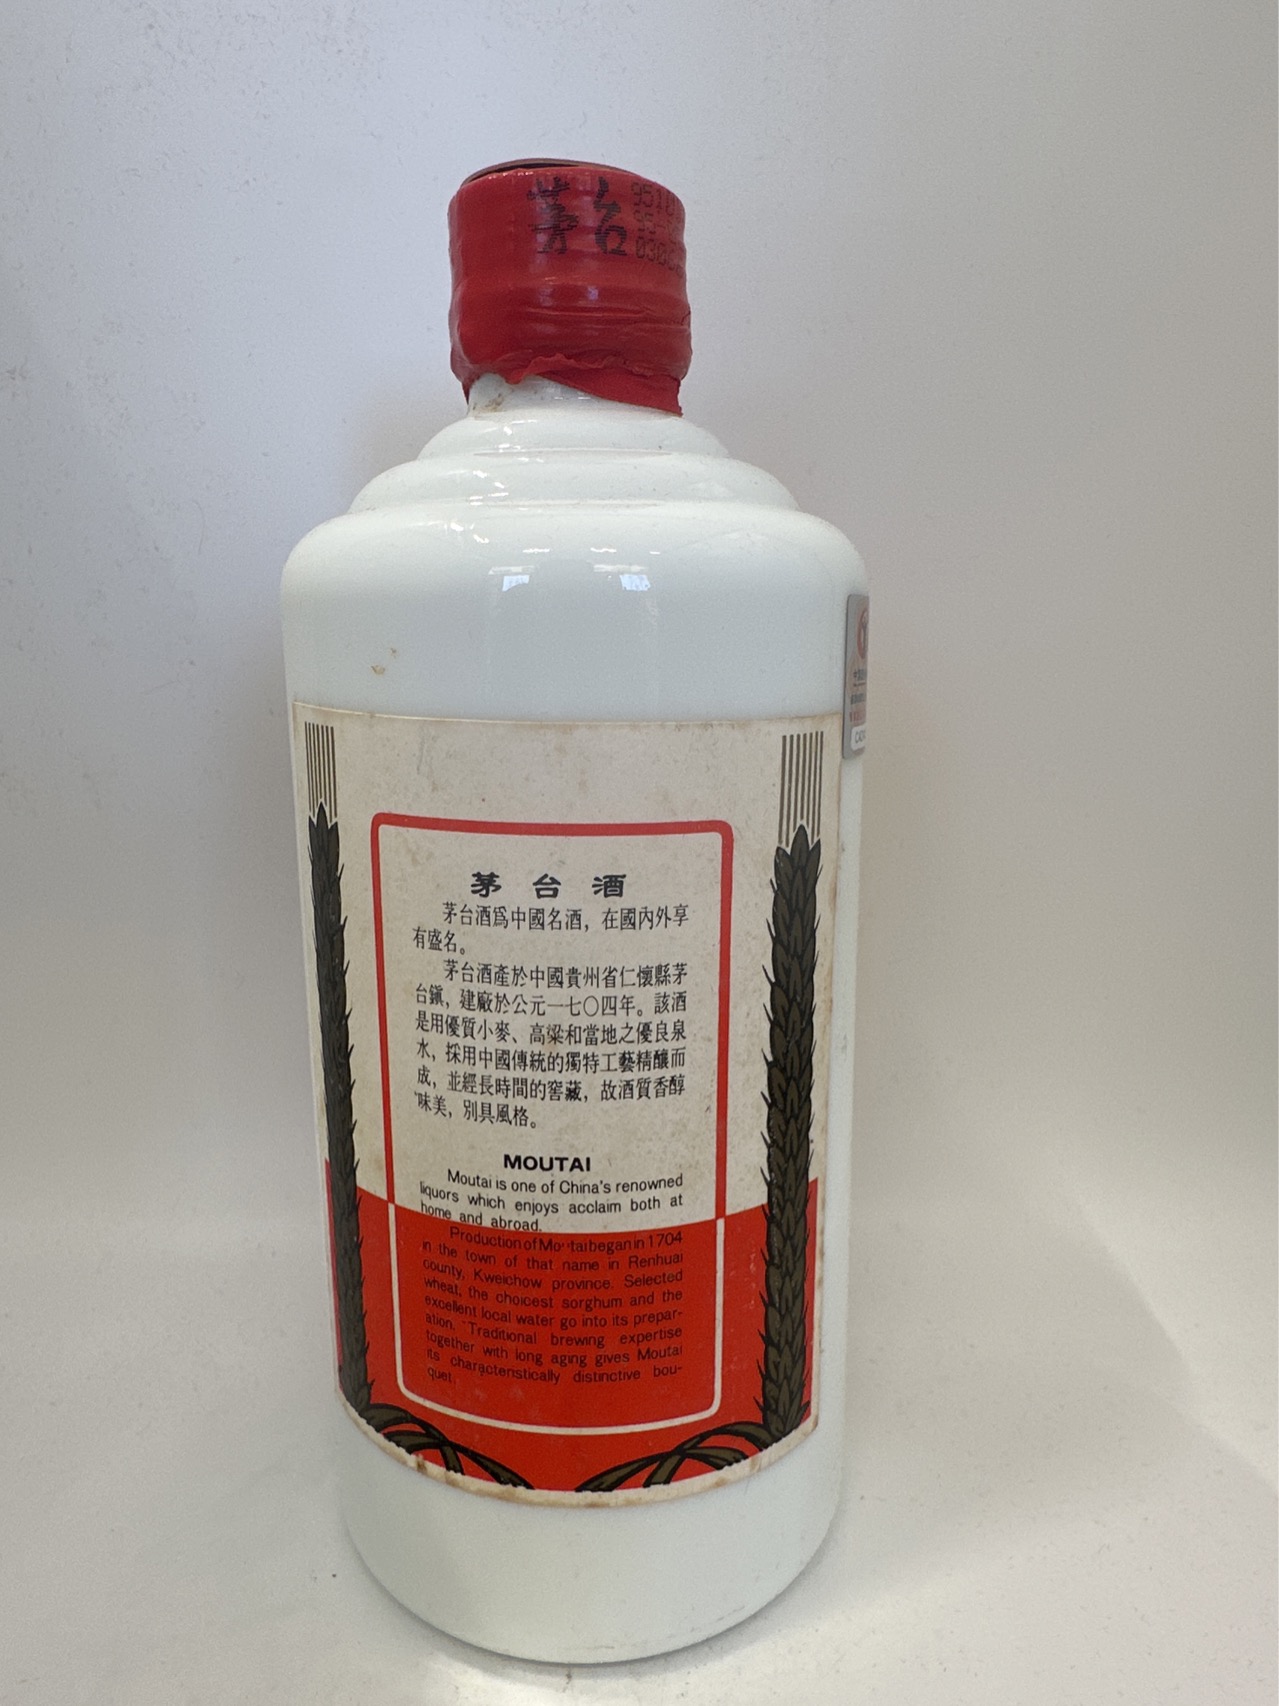 茅台
茅台酒
茅台酒爲中國名酒，在國內外享
有盛名。
茅台酒產於中國貴州省仁懷縣茅
台鎭，建廠於公元一七〇四年。該酒
是用優質小麥、高粱和當地之優良泉
水，採用中國傳統的獨特工藝精釀而
成，並經長時間的窖藏，故酒質香醇
味美，別具風格。
MOUTAI
Moutai is one of China's renowned
liquors which enjoys acclaim both at
home and abroad.
Production of Moutai began in 1704
in the town of that name in Renhuai
county, Kweichow province. Selected
wheat, the choicest sorghum and the
excellent local water go into its prepar-
ation. Traditional brewing expertise
together with long aging gives Moutai
its characteristically distinctive bou-
quet.